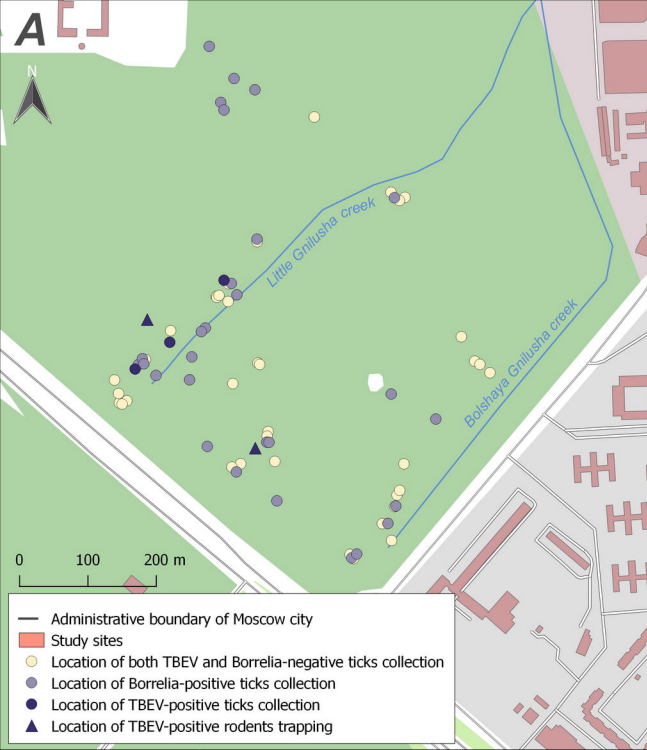 A
N
Little Gnilusha creek
Bolshaya Gnilusha creek
0 100 200 m
Administrative boundary of Moscow city
Study sites
Location of both TBEV and Borrelia-negative ticks collection
Location of Borrelia-positive ticks collection
Location of TBEV-positive ticks collection
Location of TBEV-positive rodents trapping